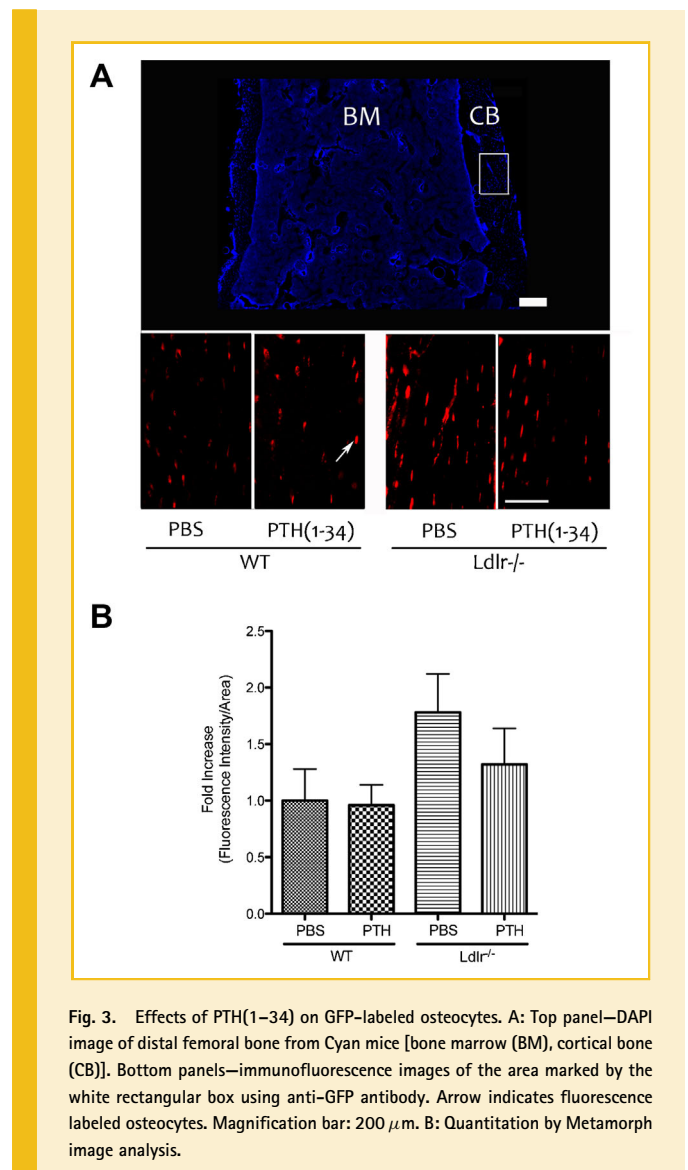 A
BM
CB
PBS PTH(1-34) PBS PTH(1-34)
WT Ldlr-/-
B
Fold Increase
(Fluorescence Intensity/Area)
2.5
2.0
1.5
1.0
0.5
0.0
PBS PTH PBS PTH
WT Ldlr-/-
Fig. 3. Effects of PTH(1–34) on GFP-labeled osteocytes. A: Top panel—DAPI
image of distal femoral bone from Cyan mice [bone marrow (BM), cortical bone
(CB)]. Bottom panels—immunofluorescence images of the area marked by the
white rectangular box using anti-GFP antibody. Arrow indicates fluorescence
labeled osteocytes. Magnification bar: 200 μm. B: Quantitation by Metamorph
image analysis.